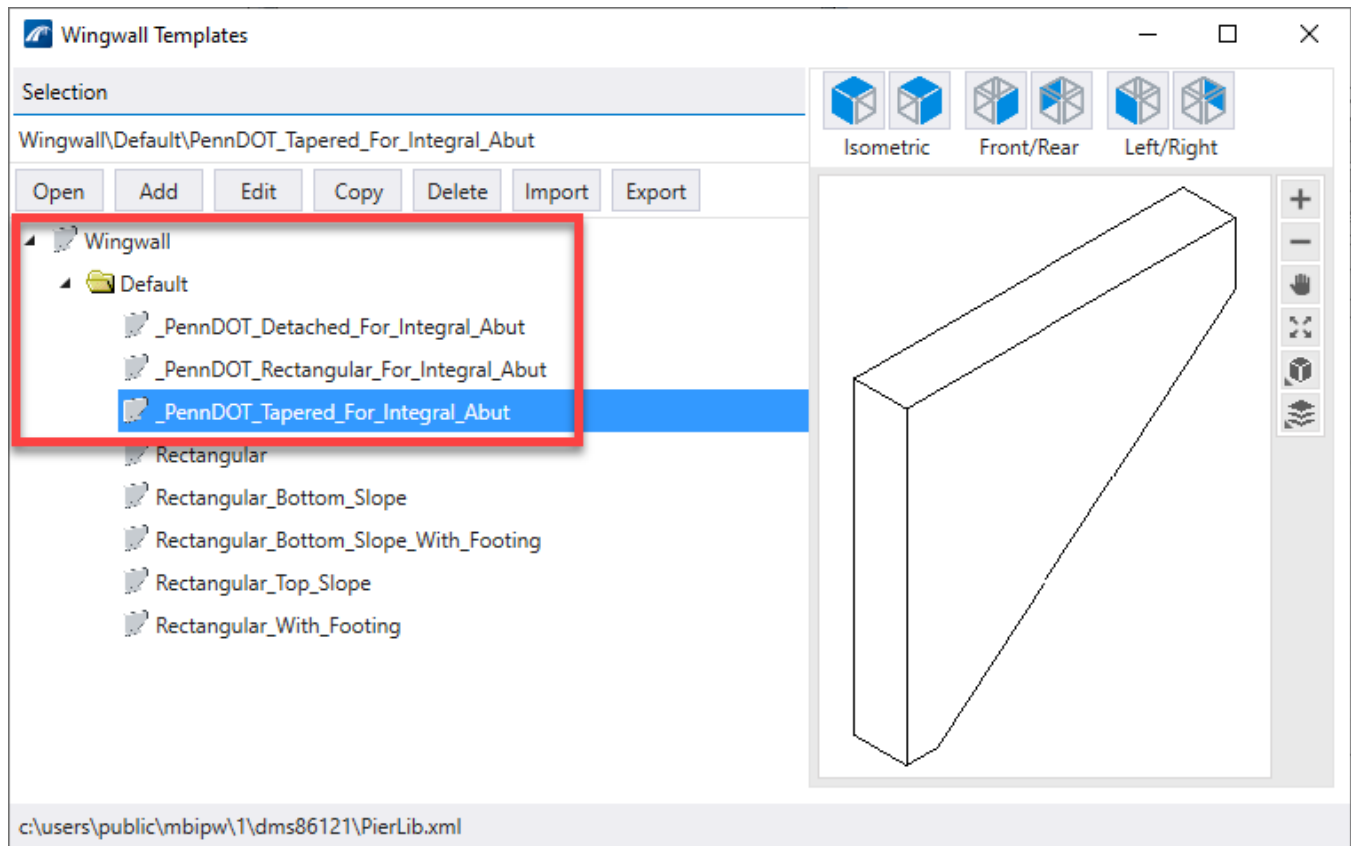 Wingwall Templates
Selection
Wingwall\Default\PennDOT_Tapered_For_Integral_Abut
Open Add Edit Copy Delete Import Export
Isometric Front/Rear Left/Right
Wingwall
Default
_PennDOT_Detached_For_Integral_Abut
_PennDOT_Rectangular_For_Integral_Abut
_PennDOT_Tapered_For_Integral_Abut
Rectangular
Rectangular_Bottom_Slope
Rectangular_Bottom_Slope_With_Footing
Rectangular_Top_Slope
Rectangular_With_Footing
c:\users\public\mbipw\1\dms86121\PierLib.xml